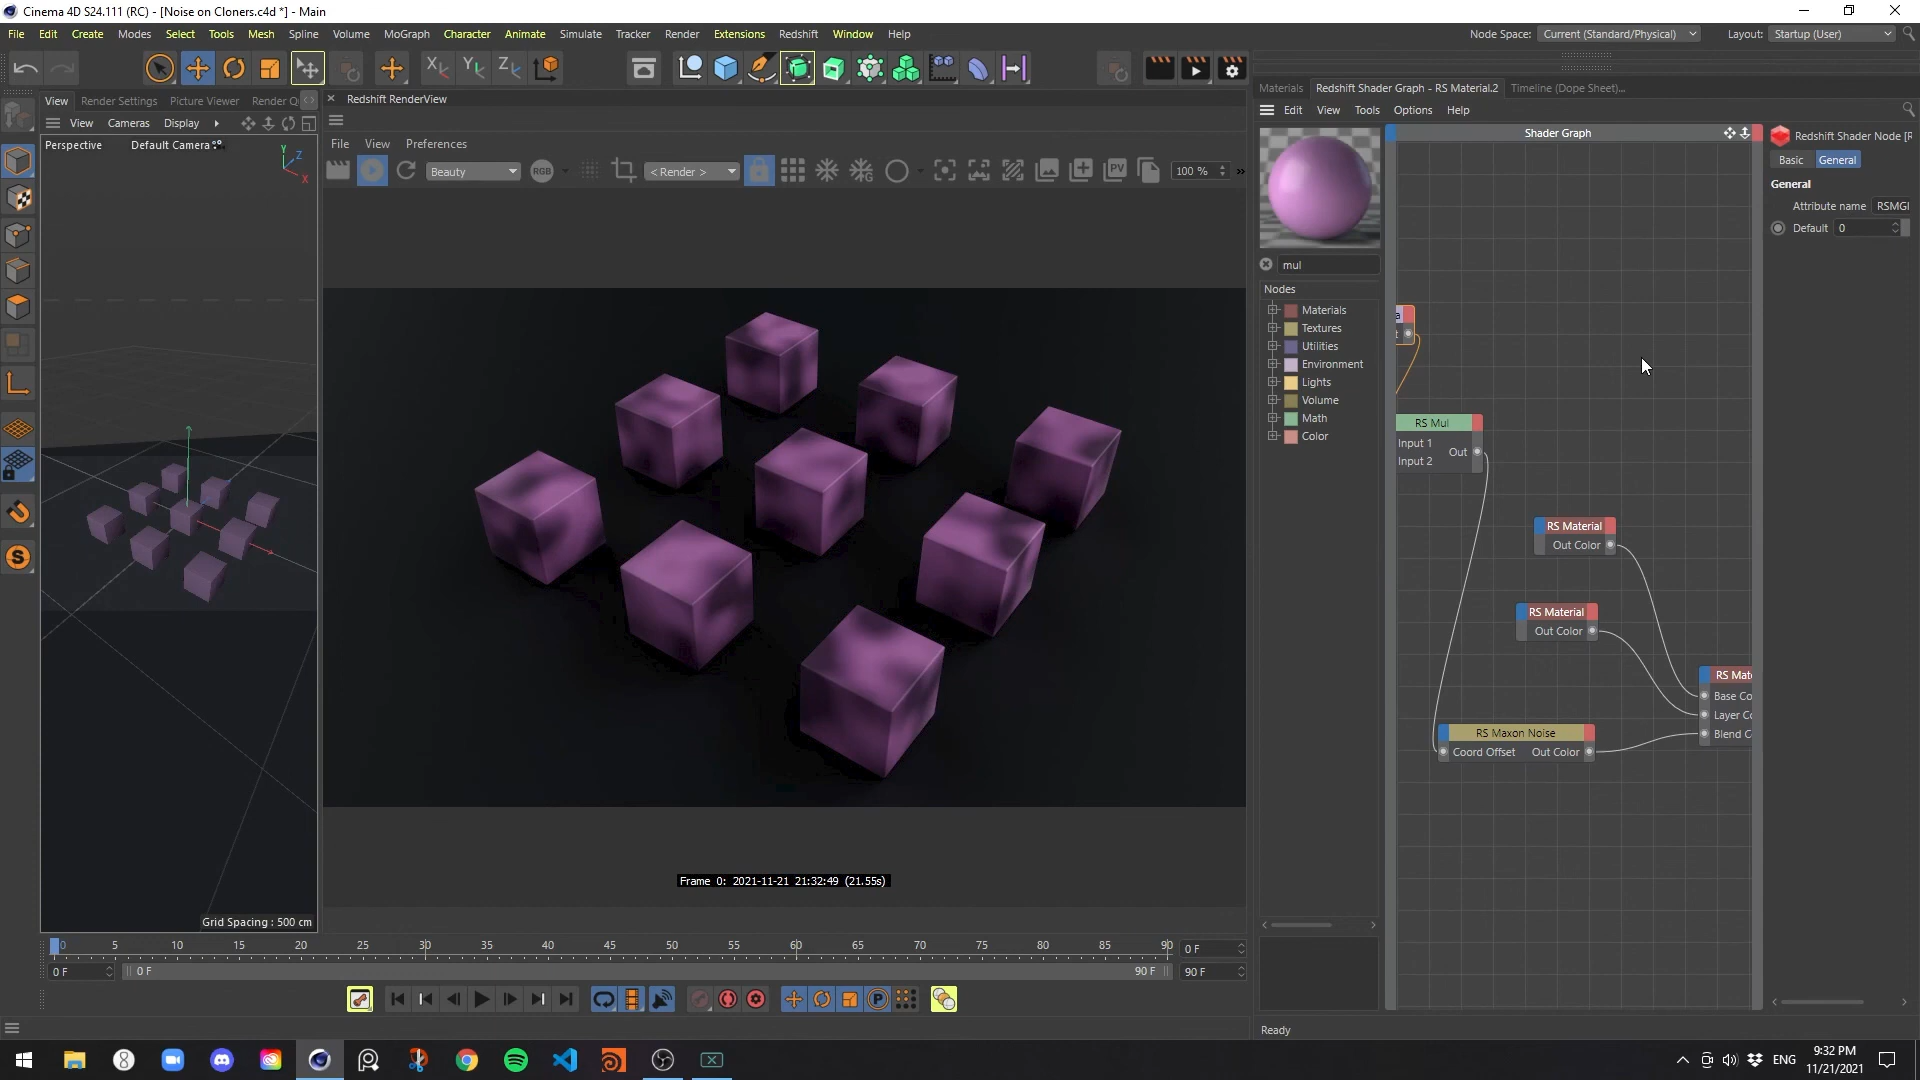 Cinema 4D S24.111 (RC) - [Noise on Cloners.c4d *] - Main
File Edit Create Modes Select Tools Mesh Spline Volume MoGraph Character Animate Simulate Tracker Render Redshift Extensions Window Help
Node Space: Current (Standard/Physical) Layout: Startup (User)
View Render Settings Picture Viewer Render Q
View Cameras Display
Perspective Default Camera
Y Z X
Grid Spacing : 500 cm
Redshift RenderView
File View Preferences
Beauty RGB < Render > PV 100 % »
Frame 0: 2021-11-21 21:32:49 (21.55s)
Materials Redshift Shader Graph - RS Material.2 Timeline (Dope Sheet)...
Edit View Tools Options Help
mul
Nodes
Materials
Textures
Utilities
Environment
Lights
Volume
Math
Color
Shader Graph
RS Mul
Input 1
Out
Input 2
RS Material
Out Color
RS Material
Out Color
RS Mate
Base Co
Layer Co
Blend C
RS Maxon Noise
Coord Offset Out Color
Redshift Shader Node [R
Basic General
General
Attribute name RSMGI
Default 0
0 5 10 15 20 25 30 35 40 45 50 55 60 65 70 75 80 85 90 0 F
0 F 0 F 90 F 90 F
Ready
ENG
9:32 PM
11/21/2021